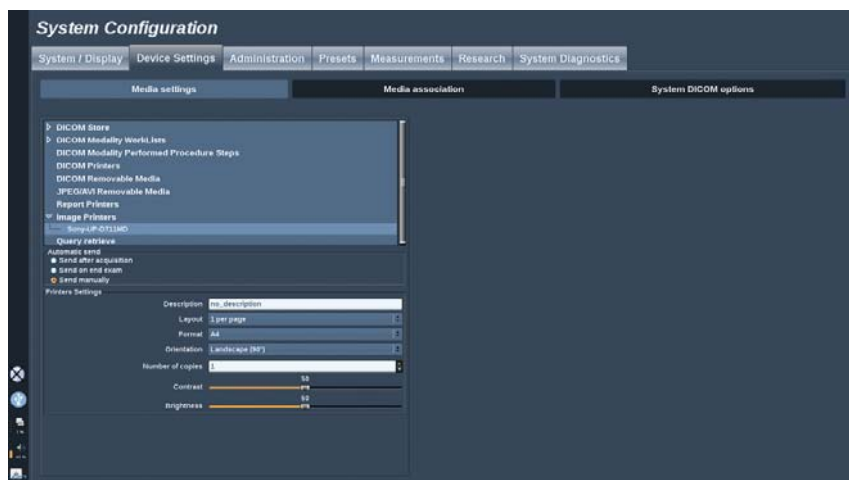 System Configuration
System / Display Device Settings Administration Presets Measurements Research System Diagnostics
Media settings Media association System DICOM options
DICOM Store
DICOM Modality WorkLists
DICOM Modality Performed Procedure Steps
DICOM Printers
DICOM Removable Media
JPEG/AVI Removable Media
Report Printers
Image Printers
Sony-UP-D711MD
Query retrieve
Automatic send
Send after acquisition
Send on end exam
Send manually
Printers Settings
Description no_description
Layout 1 per page
Format A4
Orientation Landscape (90°)
Number of copies 1
50
Contrast
50
Brightness